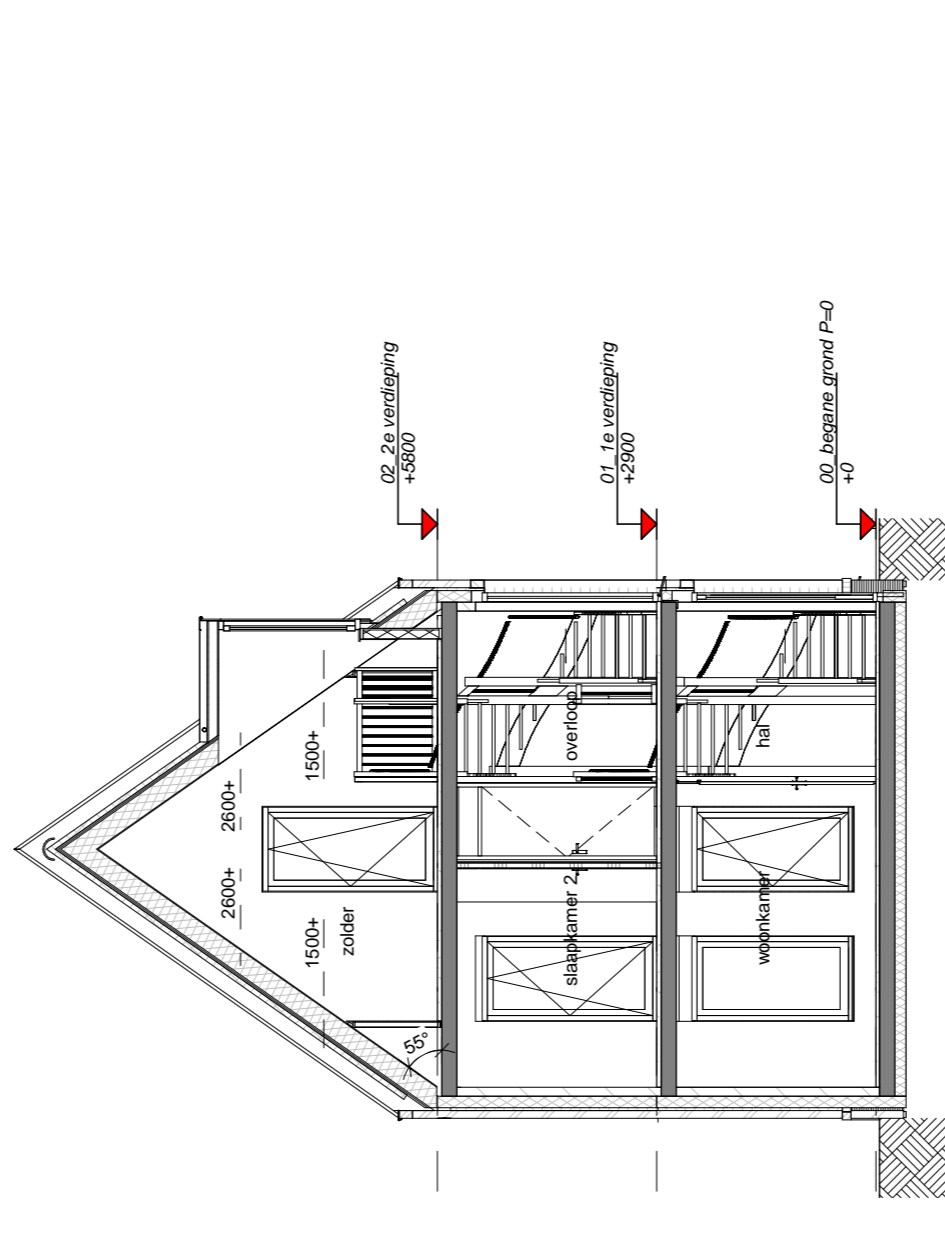 02_2e verdieping
+5800
01_1e verdieping
+2900
00_begane grond P=0
+0
2600+
2600+
1500+
1500+
zolder
55°
overloop
slaapkamer 2
hal
woonkamer